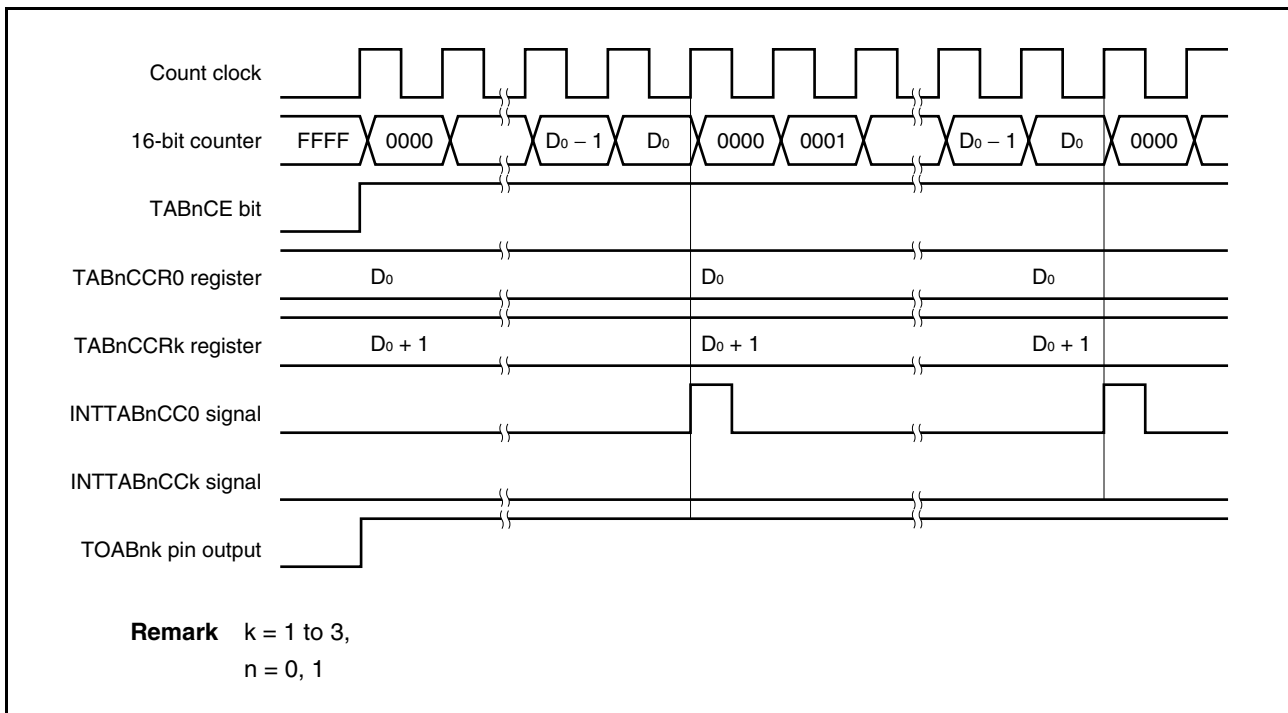 Count clock
16-bit counter FFFF 0000 D0 − 1 D0 0000 0001 D0 − 1 D0 0000
TABnCE bit
TABnCCR0 register D0 D0 D0
TABnCCRk register D0 + 1 D0 + 1 D0 + 1
INTTABnCC0 signal
INTTABnCCk signal
TOABnk pin output
Remark k = 1 to 3,
n = 0, 1